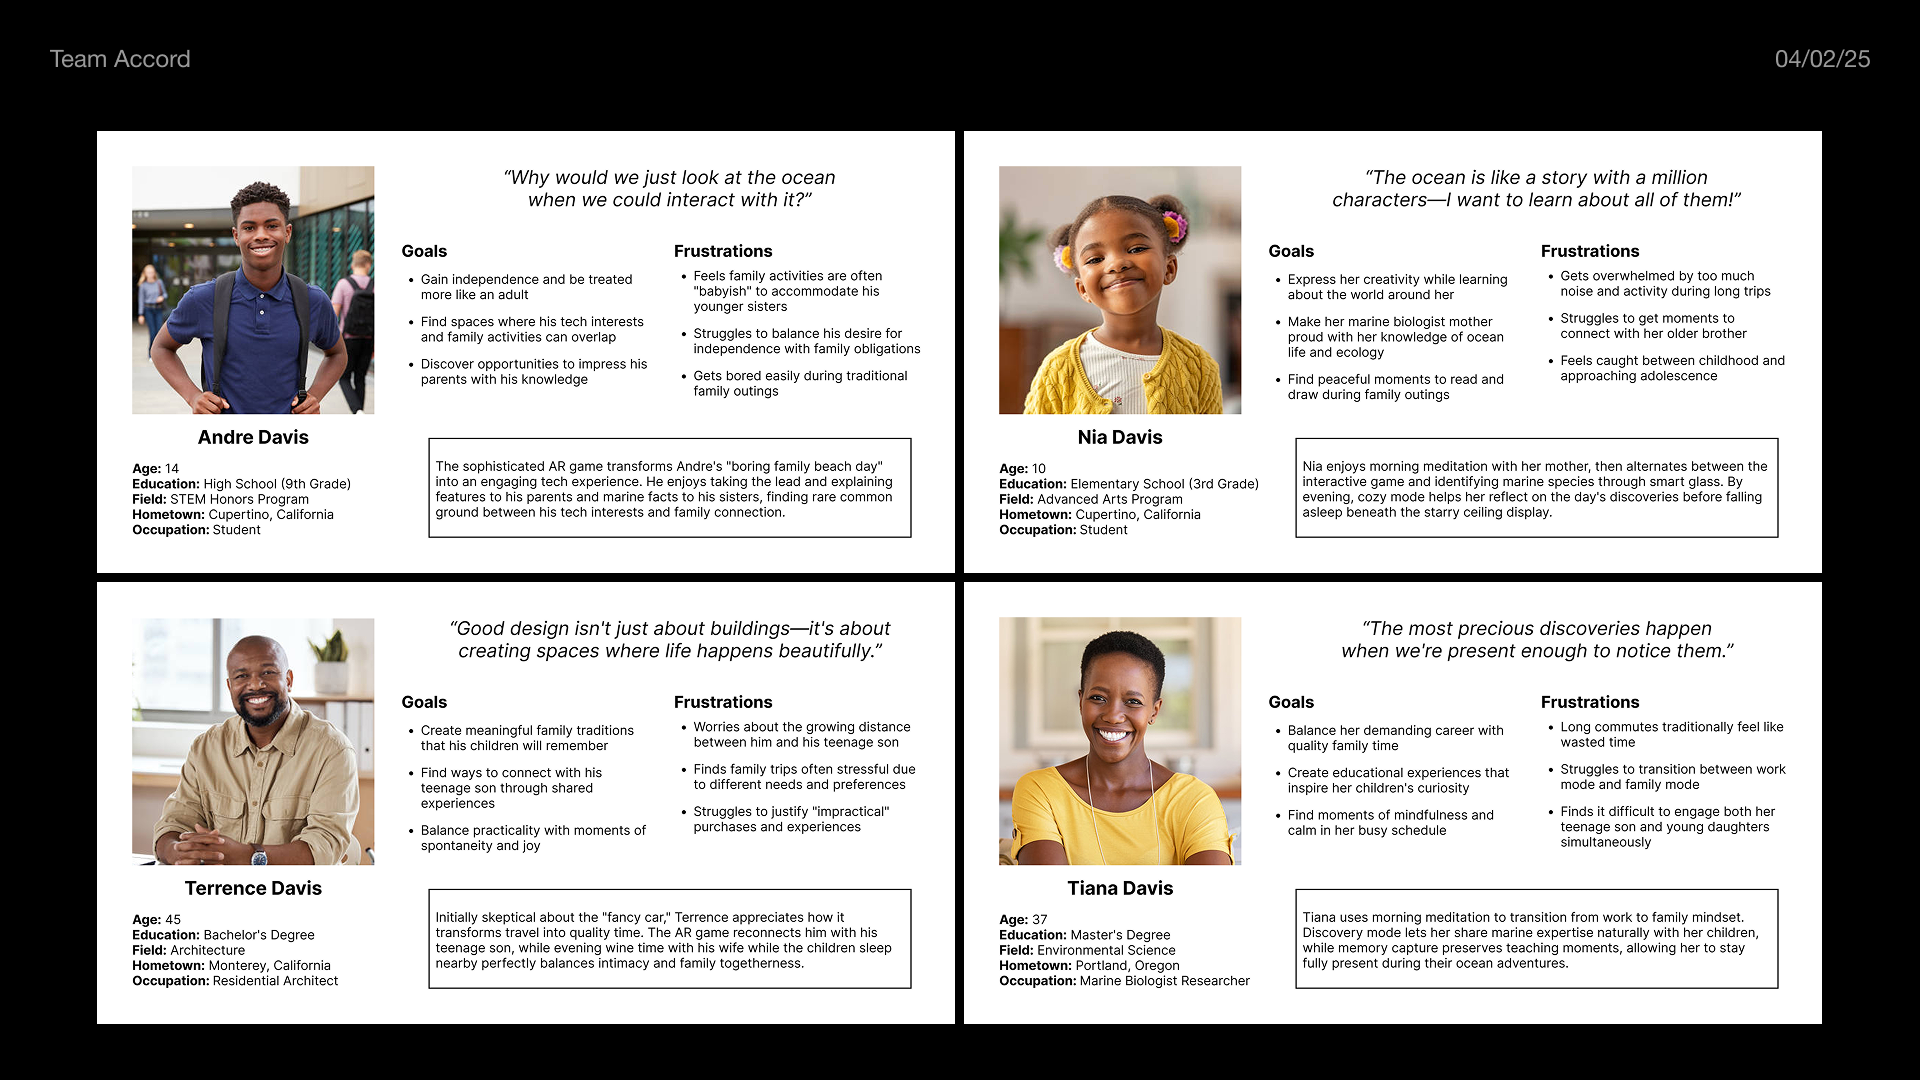 Team Accord
04/02/25
“Why would we just look at the ocean
when we could interact with it?”
Goals
• Gain independence and be treated
more like an adult
• Find spaces where his tech interests
and family activities can overlap
• Discover opportunities to impress his
parents with his knowledge
Frustrations
• Feels family activities are often
"babyish" to accommodate his
younger sisters
• Struggles to balance his desire for
independence with family obligations
• Gets bored easily during traditional
family outings
Andre Davis
Age: 14
Education: High School (9th Grade)
Field: STEM Honors Program
Hometown: Cupertino, California
Occupation: Student
The sophisticated AR game transforms Andre's "boring family beach day"
into an engaging tech experience. He enjoys taking the lead and explaining
features to his parents and marine facts to his sisters, finding rare common
ground between his tech interests and family connection.
“The ocean is like a story with a million
characters—I want to learn about all of them!”
Goals
• Express her creativity while learning
about the world around her
• Make her marine biologist mother
proud with her knowledge of ocean
life and ecology
• Find peaceful moments to read and
draw during family outings
Frustrations
• Gets overwhelmed by too much
noise and activity during long trips
• Struggles to get moments to
connect with her older brother
• Feels caught between childhood and
approaching adolescence
Nia Davis
Age: 10
Education: Elementary School (3rd Grade)
Field: Advanced Arts Program
Hometown: Cupertino, California
Occupation: Student
Nia enjoys morning meditation with her mother, then alternates between the
interactive game and identifying marine species through smart glass. By
evening, cozy mode helps her reflect on the day's discoveries before falling
asleep beneath the starry ceiling display.
“Good design isn't just about buildings—it's about
creating spaces where life happens beautifully.”
Goals
• Create meaningful family traditions
that his children will remember
• Find ways to connect with his
teenage son through shared
experiences
• Balance practicality with moments of
spontaneity and joy
Frustrations
• Worries about the growing distance
between him and his teenage son
• Finds family trips often stressful due
to different needs and preferences
• Struggles to justify "impractical"
purchases and experiences
Terrence Davis
Age: 45
Education: Bachelor's Degree
Field: Architecture
Hometown: Monterey, California
Occupation: Residential Architect
Initially skeptical about the "fancy car," Terrence appreciates how it
transforms travel into quality time. The AR game reconnects him with his
teenage son, while evening wine time with his wife while the children sleep
nearby perfectly balances intimacy and family togetherness.
“The most precious discoveries happen
when we're present enough to notice them.”
Goals
• Balance her demanding career with
quality family time
• Create educational experiences that
inspire her children's curiosity
• Find moments of mindfulness and
calm in her busy schedule
Frustrations
• Long commutes traditionally feel like
wasted time
• Struggles to transition between work
mode and family mode
• Finds it difficult to engage both her
teenage son and young daughters
simultaneously
Tiana Davis
Age: 37
Education: Master's Degree
Field: Environmental Science
Hometown: Portland, Oregon
Occupation: Marine Biologist Researcher
Tiana uses morning meditation to transition from work to family mindset.
Discovery mode lets her share marine expertise naturally with her children,
while memory capture preserves teaching moments, allowing her to stay
fully present during their ocean adventures.